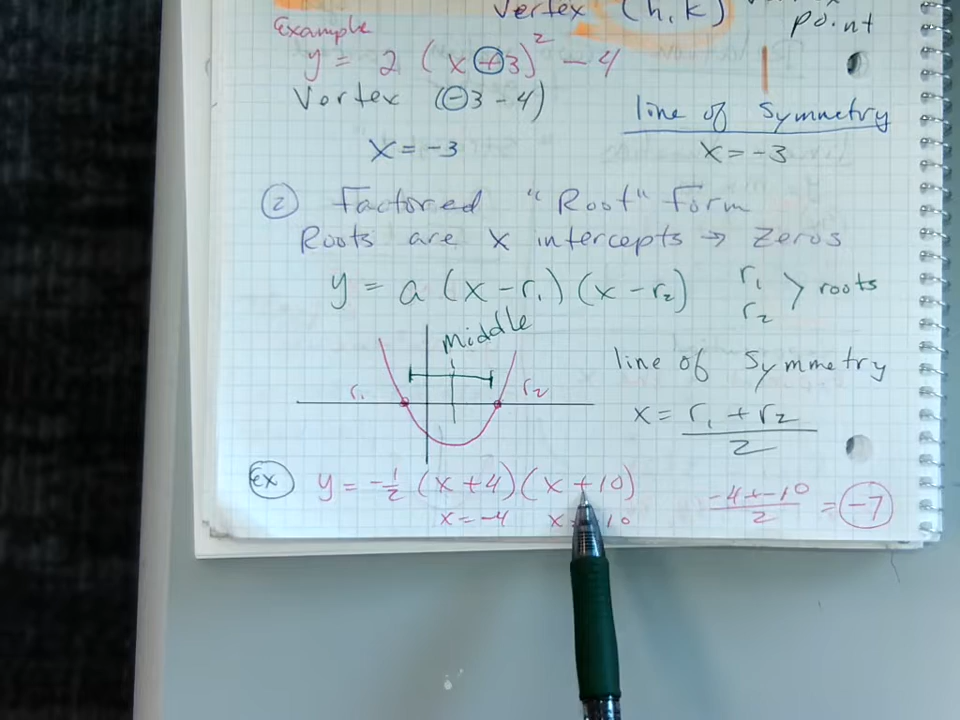 Vertex (h, k)
point
Example
y = 2 (x + 3)² - 4
Vortex (-3 - 4)
x = -3
line of Symmetry
x = -3
② Factored "Root" Form
Roots are x intercepts → Zeros
y = a (x - r₁) (x - r₂) r₁ r₂ > roots
middle
r₁ r₂
line of Symmetry
x = (r₁ + r₂)/2
Ex y = -1/2 (x + 4)(x + 10)
x = -4 x 10
(-4 + -10)/2 = -7